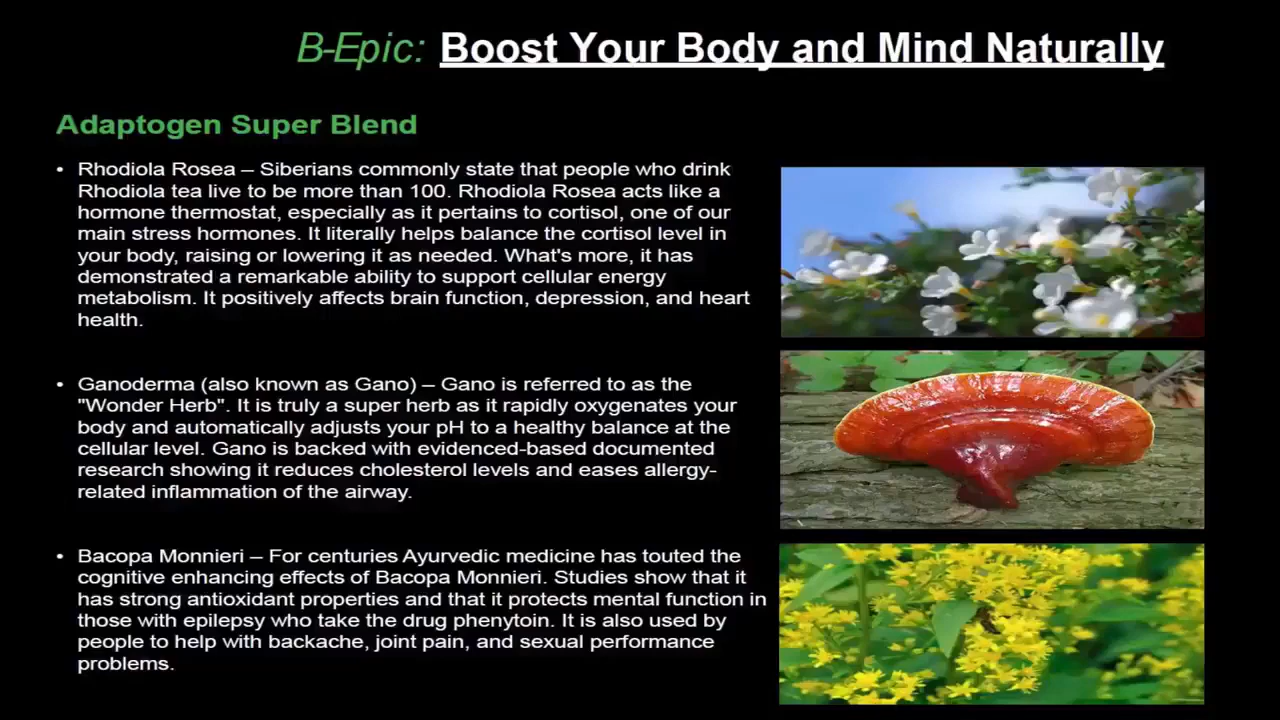 B-Epic: Boost Your Body and Mind Naturally
Adaptogen Super Blend
• Rhodiola Rosea – Siberians commonly state that people who drink
Rhodiola tea live to be more than 100. Rhodiola Rosea acts like a
hormone thermostat, especially as it pertains to cortisol, one of our
main stress hormones. It literally helps balance the cortisol level in
your body, raising or lowering it as needed. What's more, it has
demonstrated a remarkable ability to support cellular energy
metabolism. It positively affects brain function, depression, and heart
health.
• Ganoderma (also known as Gano) – Gano is referred to as the
"Wonder Herb". It is truly a super herb as it rapidly oxygenates your
body and automatically adjusts your pH to a healthy balance at the
cellular level. Gano is backed with evidenced-based documented
research showing it reduces cholesterol levels and eases allergy-
related inflammation of the airway.
• Bacopa Monnieri – For centuries Ayurvedic medicine has touted the
cognitive enhancing effects of Bacopa Monnieri. Studies show that it
has strong antioxidant properties and that it protects mental function in
those with epilepsy who take the drug phenytoin. It is also used by
people to help with backache, joint pain, and sexual performance
problems.